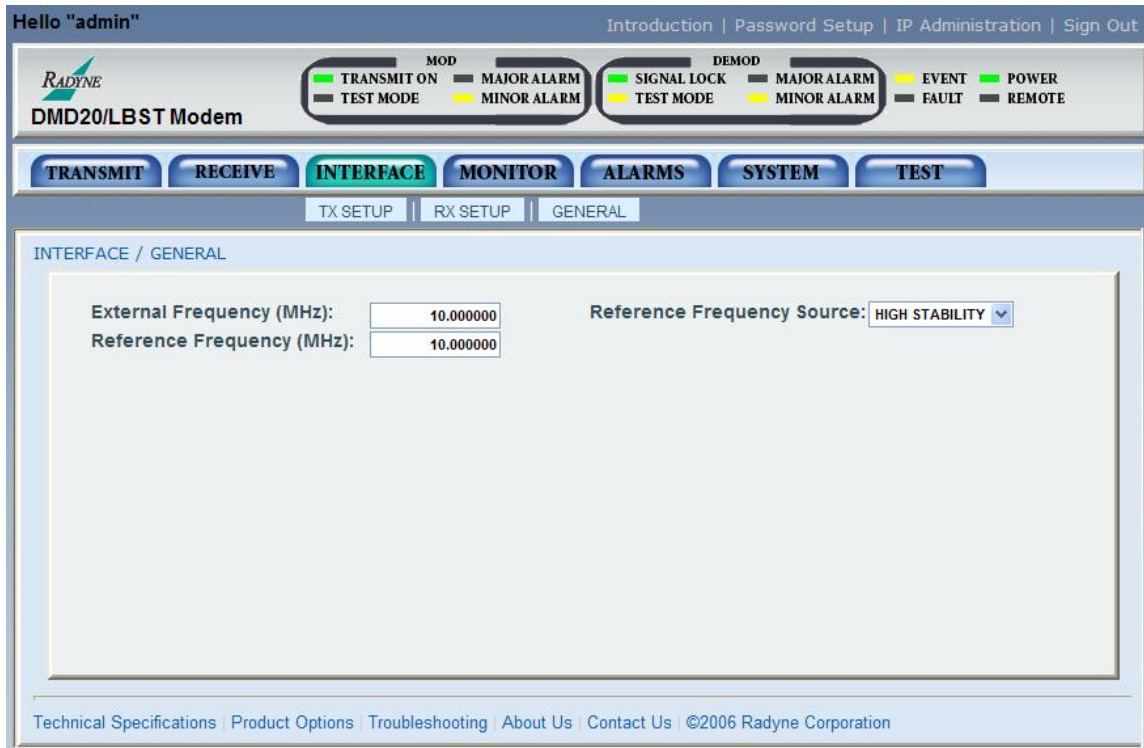 Hello "admin"
Introduction | Password Setup | IP Administration | Sign Out
RADYNE
DMD20/LBST Modem
MOD
TRANSMIT ON MAJOR ALARM
TEST MODE MINOR ALARM
DEMOD
SIGNAL LOCK MAJOR ALARM
TEST MODE MINOR ALARM
EVENT POWER
FAULT REMOTE
TRANSMIT RECEIVE INTERFACE MONITOR ALARMS SYSTEM TEST
TX SETUP | RX SETUP | GENERAL
INTERFACE / GENERAL
External Frequency (MHz): 10.000000
Reference Frequency (MHz): 10.000000
Reference Frequency Source: HIGH STABILITY
Technical Specifications | Product Options | Troubleshooting | About Us | Contact Us | ©2006 Radyne Corporation